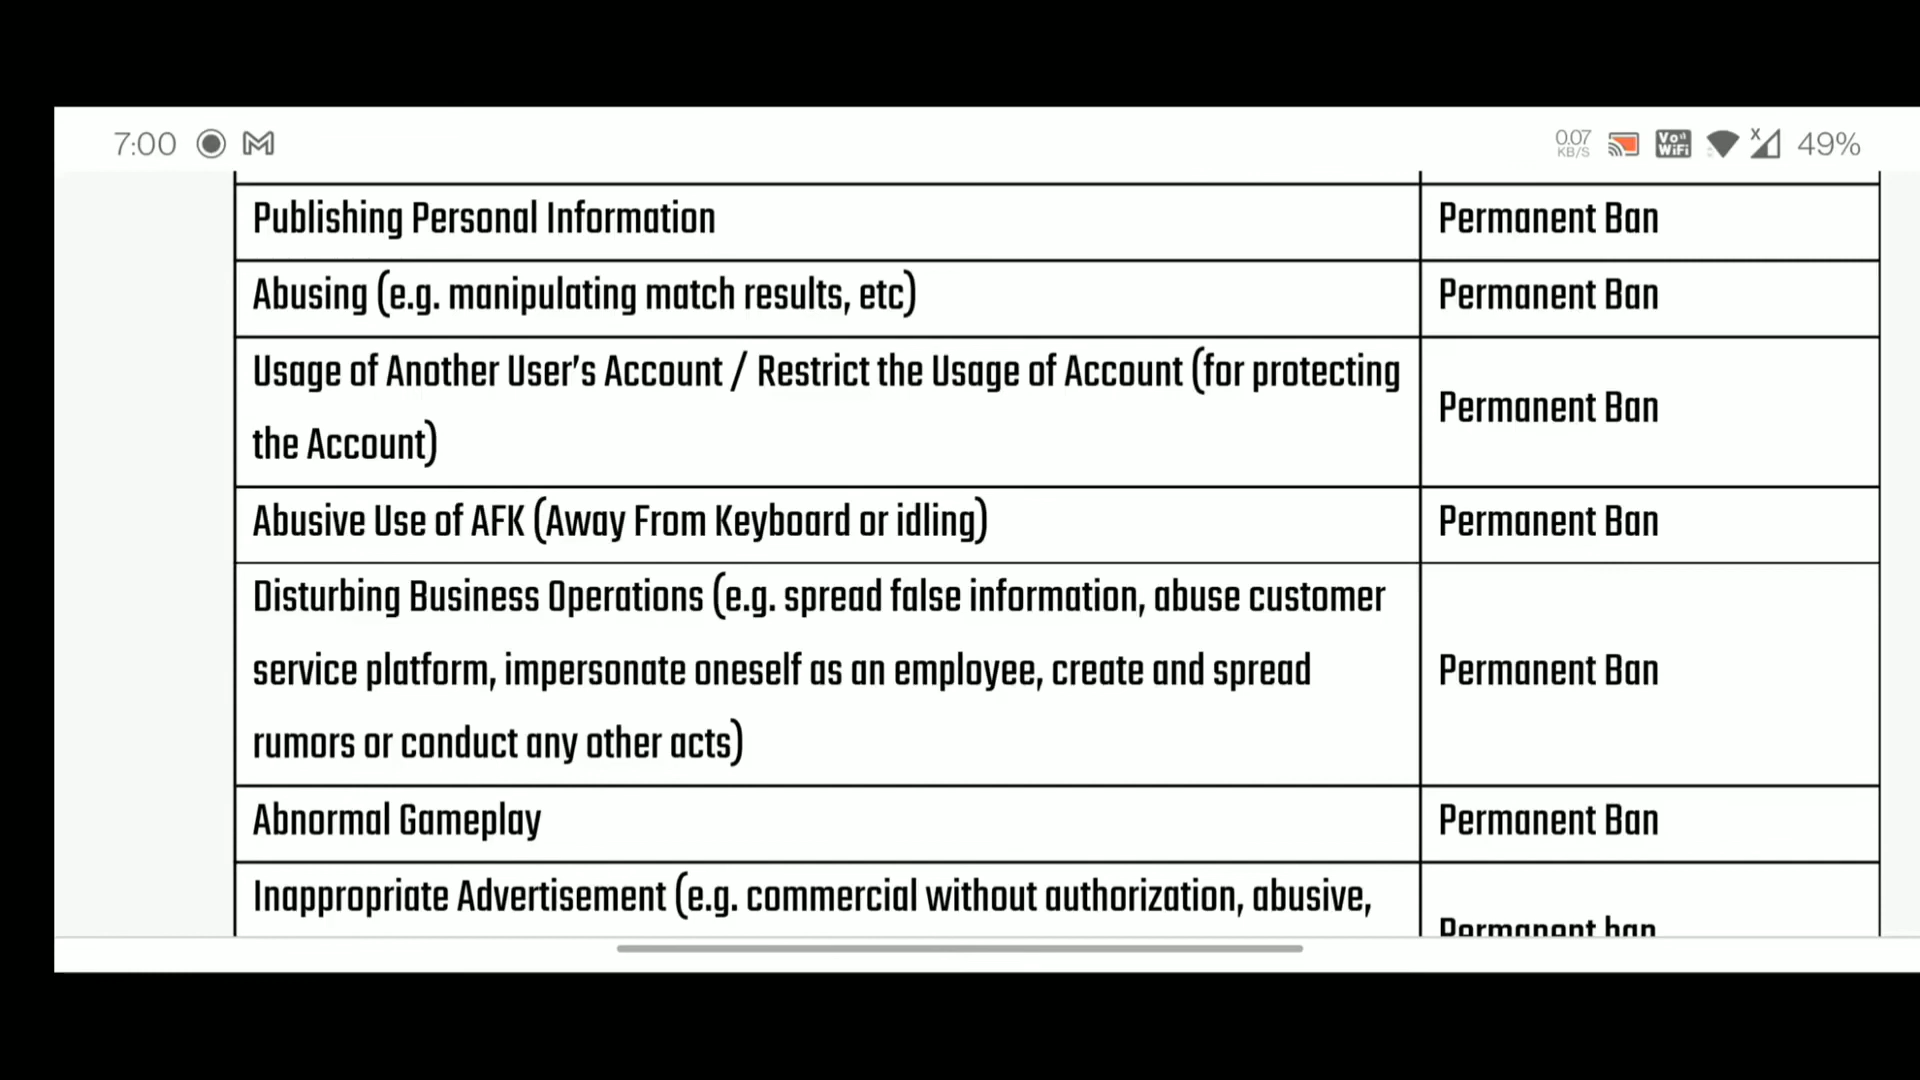 7:00 0.07 KB/S Vo WiFi 49%
Publishing Personal Information Permanent Ban
Abusing (e.g. manipulating match results, etc) Permanent Ban
Usage of Another User’s Account / Restrict the Usage of Account (for protecting
the Account) Permanent Ban
Abusive Use of AFK (Away From Keyboard or idling) Permanent Ban
Disturbing Business Operations (e.g. spread false information, abuse customer
service platform, impersonate oneself as an employee, create and spread Permanent Ban
rumors or conduct any other acts)
Abnormal Gameplay Permanent Ban
Inappropriate Advertisement (e.g. commercial without authorization, abusive,
Permanent ban